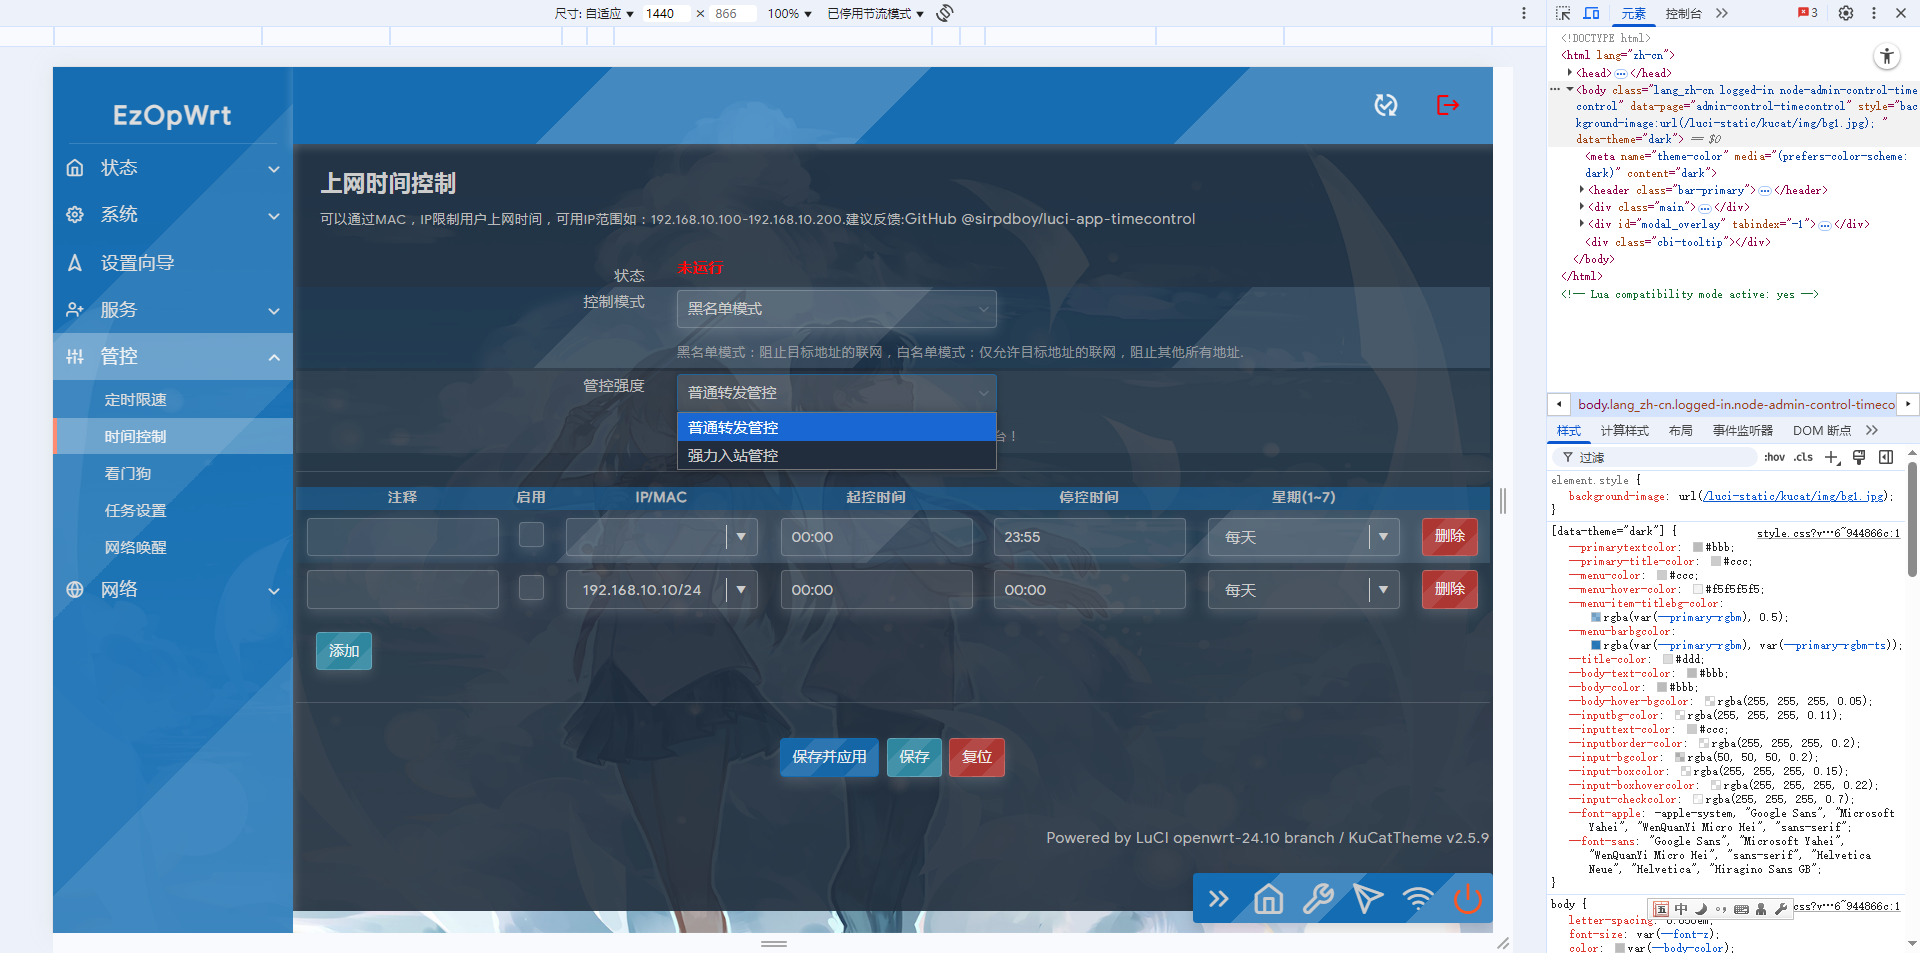 尺寸: 自适应 ▼ 1440 × 866 100% ▼ 已停用节流模式 ▼
元素 控制台 3
EzOpWrt
状态
系统
设置向导
服务
管控
定时限速
时间控制
看门狗
任务设置
网络唤醒
网络
上网时间控制
可以通过MAC，IP限制用户上网时间，可用IP范围如：192.168.10.100-192.168.10.200.建议反馈:GitHub @sirpdboy/luci-app-timecontrol
状态 未运行
控制模式 黑名单模式
黑名单模式：阻止目标地址的联网，白名单模式：仅允许目标地址的联网，阻止其他所有地址.
管控强度 普通转发管控
普通转发管控
强力入站管控
台！
注释 启用 IP/MAC 起控时间 停控时间 星期(1~7)
00:00 23:55 每天 删除
192.168.10.10/24 00:00 00:00 每天 删除
添加
保存并应用 保存 复位
Powered by LuCI openwrt-24.10 branch / KuCatTheme v2.5.9
<!DOCTYPE html>
<html lang="zh-cn">
<head> ⋯ </head>
<body class="lang_zh-cn logged-in node-admin-control-time
control" data-page="admin-control-timecontrol" style="bac
kground-image:url(/luci-static/kucat/img/bg1.jpg); "
data-theme="dark"> == $0
<meta name="theme-color" media="(prefers-color-scheme:
dark)" content="dark">
<header class="bar-primary"> ⋯ </header>
<div class="main"> ⋯ </div>
<div id="modal_overlay" tabindex="-1"> ⋯ </div>
<div class="cbi-tooltip"></div>
</body>
</html>
<!-- Lua compatibility mode active: yes -->
body.lang_zh-cn.logged-in.node-admin-control-timeco
样式 计算样式 布局 事件监听器 DOM 断点
过滤 :hov .cls
element.style {
background-image: url(/luci-static/kucat/img/bg1.jpg);
}
[data-theme="dark"] { style.css?v…6~944866c:1
--primarytextcolor: #bbb;
--primary-title-color: #ccc;
--menu-color: #ccc;
--menu-hover-color: #f5f5f5f5;
--menu-item-titlebg-color:
rgba(var(--primary-rgbm), 0.5);
--menu-barbgcolor:
rgba(var(--primary-rgbm), var(--primary-rgbm-ts));
--title-color: #ddd;
--body-text-color: #bbb;
--body-color: #bbb;
--body-hover-bgcolor: rgba(255, 255, 255, 0.05);
--inputbg-color: rgba(255, 255, 255, 0.11);
--inputtext-color: #ccc;
--inputborder-color: rgba(255, 255, 255, 0.2);
--input-bgcolor: rgba(50, 50, 50, 0.2);
--input-boxcolor: rgba(255, 255, 255, 0.15);
--input-boxhovercolor: rgba(255, 255, 255, 0.22);
--input-checkcolor: rgba(255, 255, 255, 0.7);
--font-apple: -apple-system, "Google Sans", "Microsoft
Yahei", "WenQuanYi Micro Hei", "sans-serif";
--font-sans: "Google Sans", "Microsoft Yahei",
"WenQuanYi Micro Hei", "sans-serif", "Helvetica
Neue", "Helvetica", "Hiragino Sans GB";
}
body { css?v…6~944866c:1
五 中
letter-spacing:
font-size: var(--font-z);
color: var(--body-color);